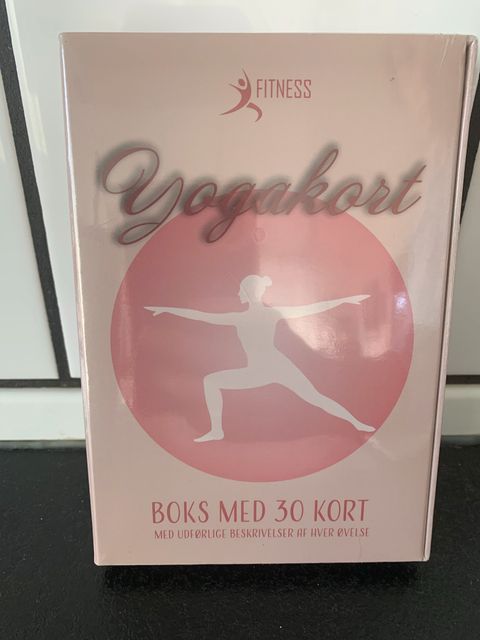 FITNESS
Yogakort
BOKS MED 30 KORT
MED UDFØRLIGE BESKRIVELSER AF HVER ØVELSE